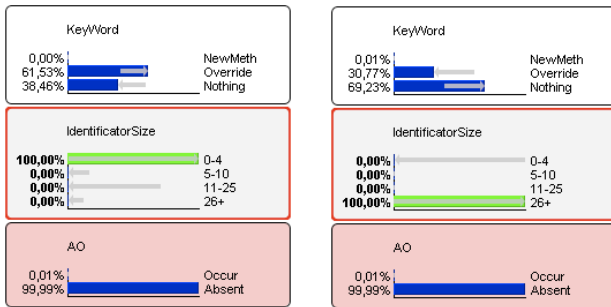 KeyWord
0,00% NewMeth
61,53% Override
38,46% Nothing
IdentificatorSize
100,00% 0-4
0,00% 5-10
0,00% 11-25
0,00% 26+
AO
0,01% Occur
99,99% Absent
KeyWord
0,01% NewMeth
30,77% Override
69,23% Nothing
IdentificatorSize
0,00% 0-4
0,00% 5-10
0,00% 11-25
100,00% 26+
AO
0,01% Occur
99,99% Absent